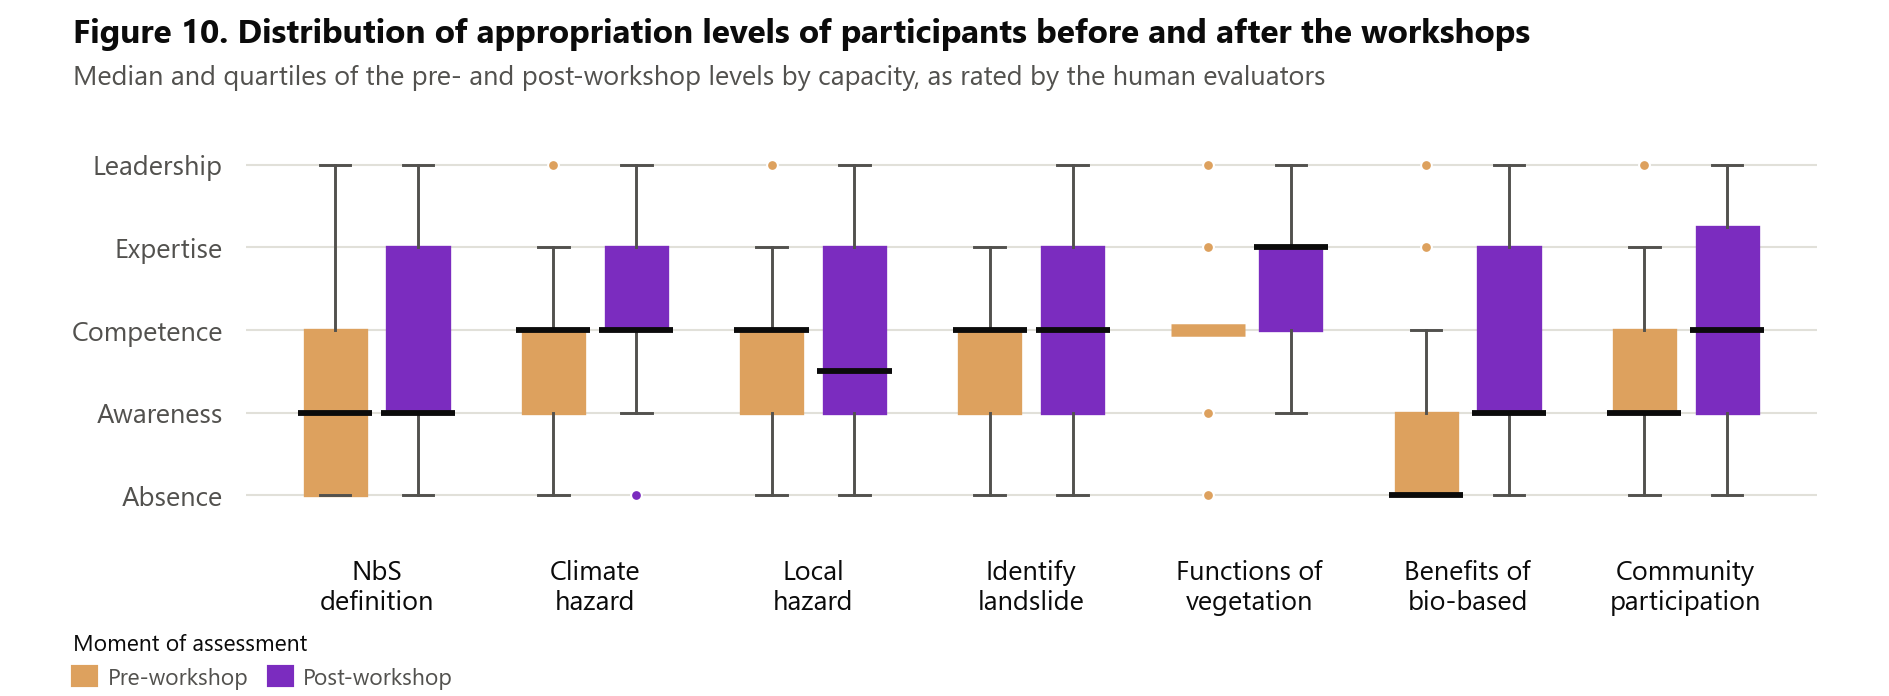 Figure 10. Distribution of appropriation levels of participants before and after the workshops
Median and quartiles of the pre- and post-workshop levels by capacity, as rated by the human evaluators
Leadership
Expertise
Competence
Awareness
Absence
NbS
definition
Climate
hazard
Local
hazard
Identify
landslide
Functions of
vegetation
Benefits of
bio-based
Community
participation
Moment of assessment
Pre-workshop
Post-workshop